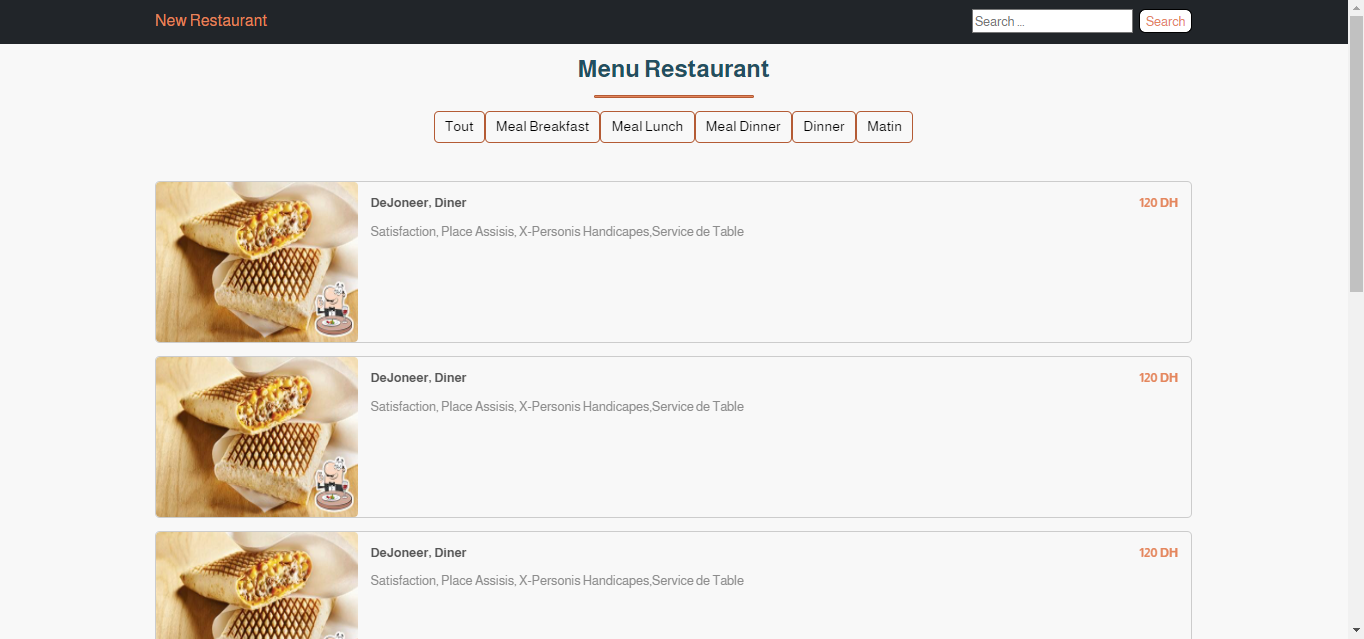 New Restaurant
Search ...
Search
Menu Restaurant
Tout
Meal Breakfast
Meal Lunch
Meal Dinner
Dinner
Matin
DeJoneer, Diner
120 DH
Satisfaction, Place Assisis, X-Personis Handicapes,Service de Table
DeJoneer, Diner
120 DH
Satisfaction, Place Assisis, X-Personis Handicapes,Service de Table
DeJoneer, Diner
120 DH
Satisfaction, Place Assisis, X-Personis Handicapes,Service de Table